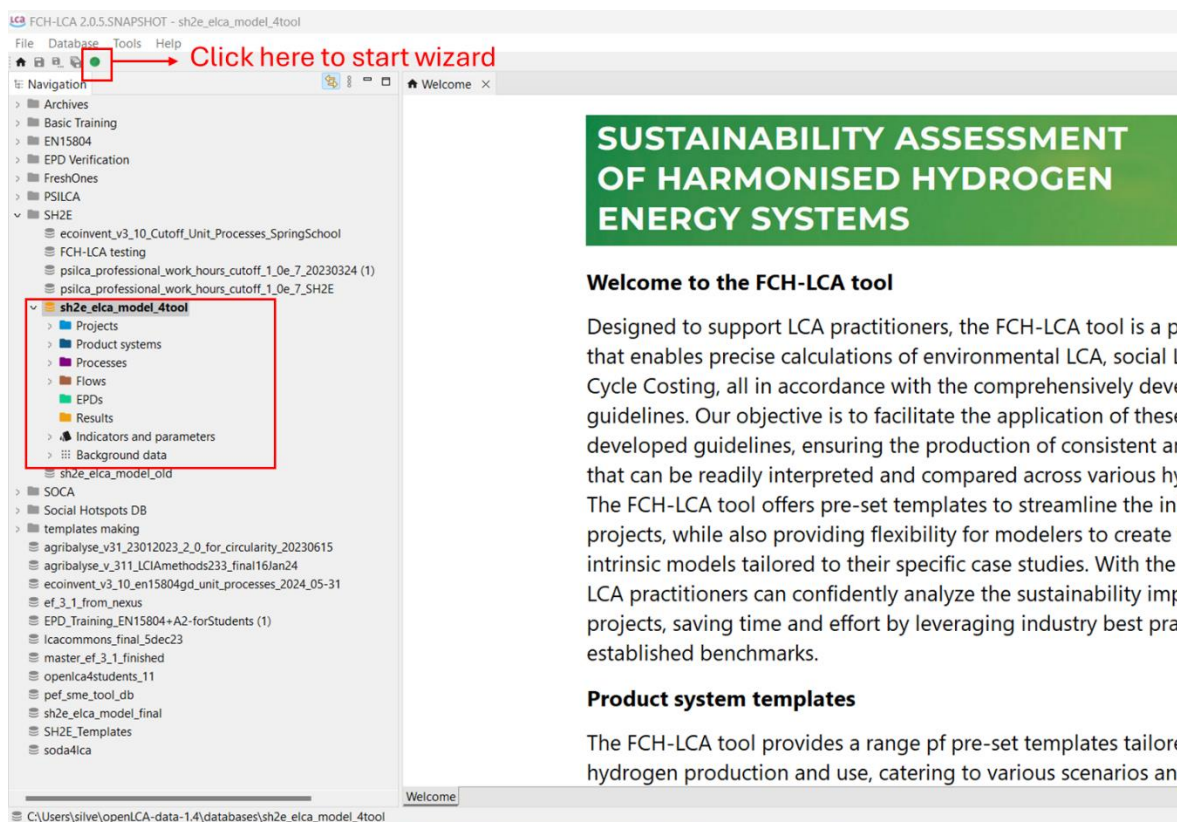 LCA FCH-LCA 2.0.5.SNAPSHOT - sh2e_elca_model_4tool
File Database Tools Help
Click here to start wizard
Navigation
Welcome
Archives
Basic Training
EN15804
EPD Verification
FreshOnes
PSILCA
SH2E
ecoinvent_v3_10_Cutoff_Unit_Processes_SpringSchool
FCH-LCA testing
psilca_professional_work_hours_cutoff_1_0e_7_20230324 (1)
psilca_professional_work_hours_cutoff_1_0e_7_SH2E
sh2e_elca_model_4tool
Projects
Product systems
Processes
Flows
EPDs
Results
Indicators and parameters
Background data
sh2e_elca_model_old
SOCA
Social Hotspots DB
templates making
agribalyse_v31_23012023_2_0_for_circularity_20230615
agribalyse_v_311_LCIAmethods233_final16Jan24
ecoinvent_v3_10_en15804gd_unit_processes_2024_05-31
ef_3_1_from_nexus
EPD_Training_EN15804+A2-forStudents (1)
lcacommons_final_5dec23
master_ef_3_1_finished
openlca4students_11
pef_sme_tool_db
sh2e_elca_model_final
SH2E_Templates
soda4lca
SUSTAINABILITY ASSESSMENT
OF HARMONISED HYDROGEN
ENERGY SYSTEMS
Welcome to the FCH-LCA tool
Designed to support LCA practitioners, the FCH-LCA tool is a p
that enables precise calculations of environmental LCA, social L
Cycle Costing, all in accordance with the comprehensively deve
guidelines. Our objective is to facilitate the application of these
developed guidelines, ensuring the production of consistent ar
that can be readily interpreted and compared across various hy
The FCH-LCA tool offers pre-set templates to streamline the in
projects, while also providing flexibility for modelers to create
intrinsic models tailored to their specific case studies. With the
LCA practitioners can confidently analyze the sustainability imp
projects, saving time and effort by leveraging industry best pra
established benchmarks.
Product system templates
The FCH-LCA tool provides a range pf pre-set templates tailore
hydrogen production and use, catering to various scenarios an
Welcome
C:\Users\silve\openLCA-data-1.4\databases\sh2e_elca_model_4tool